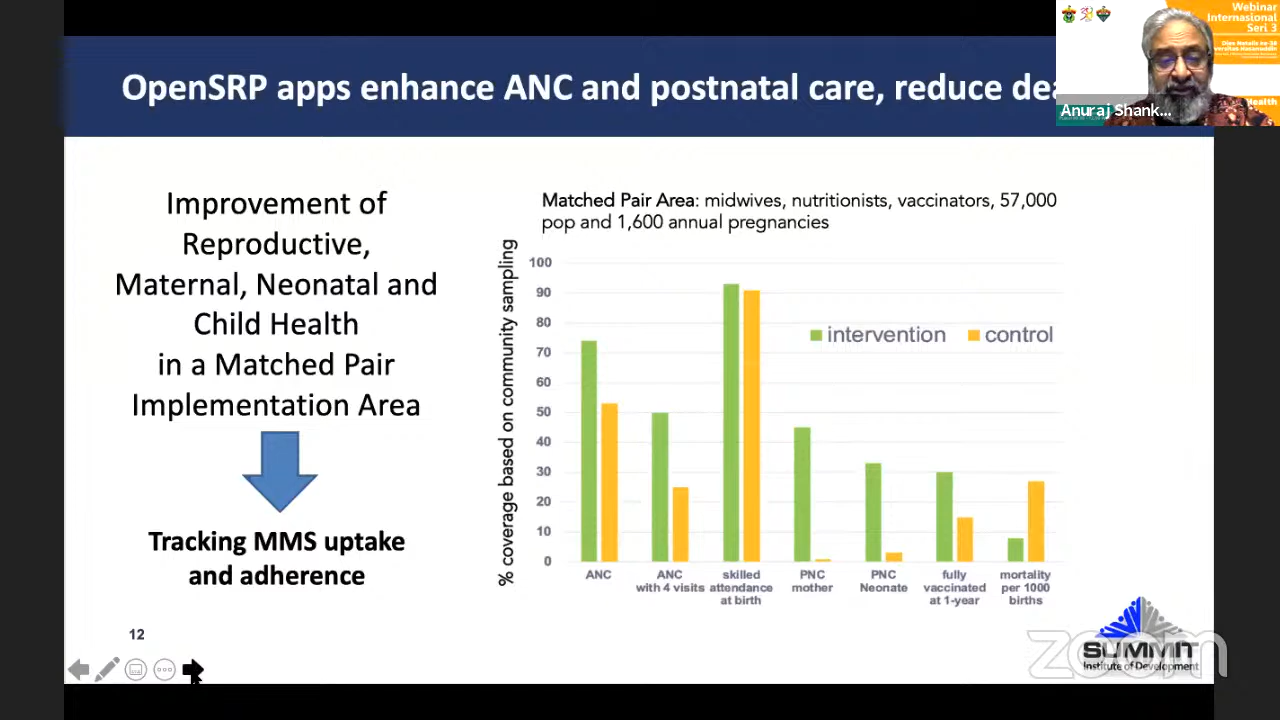 OpenSRP apps enhance ANC and postnatal care, reduce
Webinar
Internasional
Seri 3
Anuraj Shank...
Health
Improvement of
Reproductive,
Maternal, Neonatal and
Child Health
in a Matched Pair
Implementation Area
Tracking MMS uptake
and adherence
12
Matched Pair Area: midwives, nutritionists, vaccinators, 57,000
pop and 1,600 annual pregnancies
% coverage based on community sampling
100
90
80
70
60
50
40
30
20
10
0
intervention
control
ANC
ANC
with 4 visits
skilled
attendance
at birth
PNC
mother
PNC
Neonate
fully
vaccinated
at 1-year
mortality
per 1000
births
SUMMIT
Institute of Development
zoom